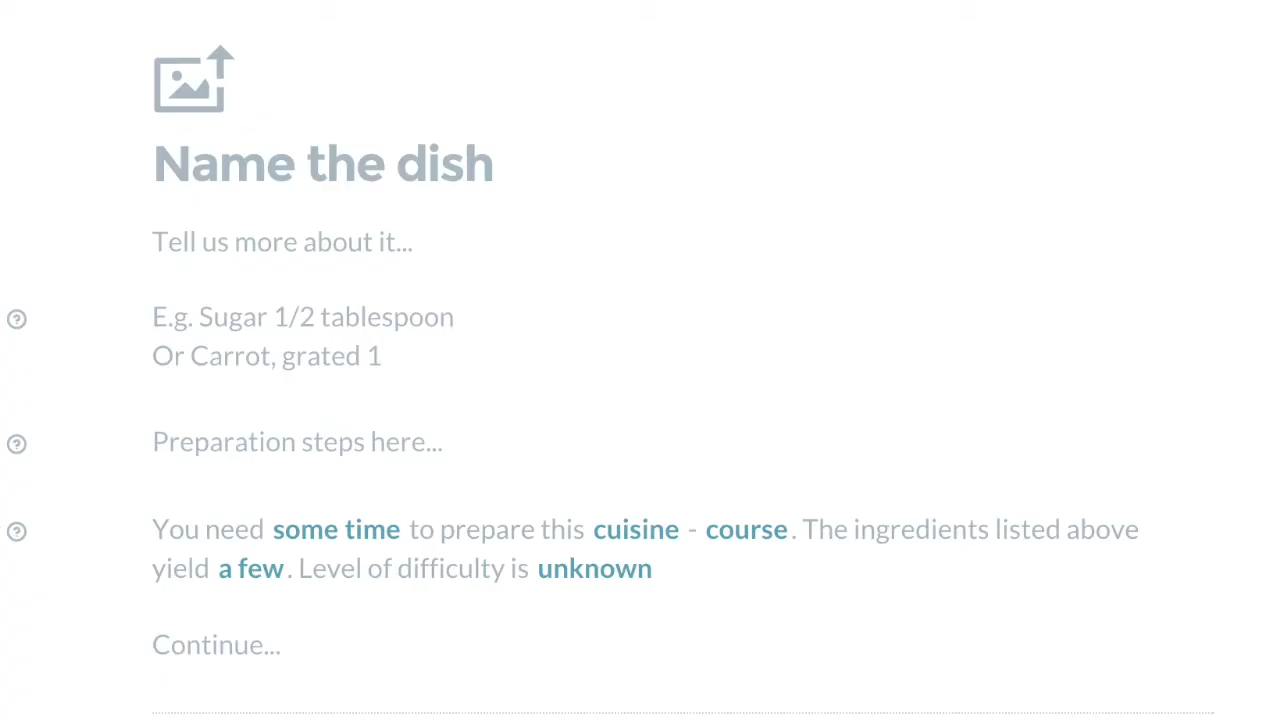 Name the dish
Tell us more about it...
E.g. Sugar 1/2 tablespoon
Or Carrot, grated 1
Preparation steps here...
You need some time to prepare this cuisine - course. The ingredients listed above
yield a few. Level of difficulty is unknown
Continue...